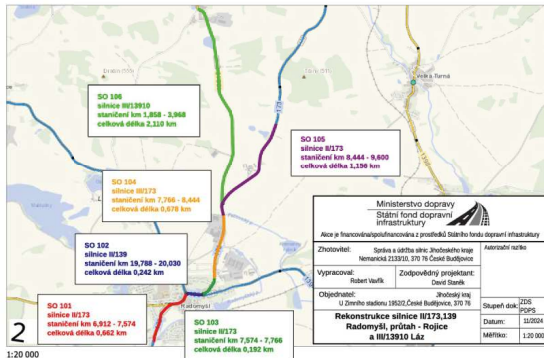 SO 106
silnice III/13910
staničení km 1,858 - 3,968
celková délka 2,110 km
SO 105
silnice II/173
staničení km 8,444 - 9,600
celková délka 1,156 km
SO 104
silnice III/173
staničení km 7,766 - 8,444
celková délka 0,678 km
SO 102
silnice II/139
staničení km 19,788 - 20,030
celková délka 0,242 km
SO 101
silnice II/173
staničení km 6,912 - 7,574
celková délka 0,662 km
SO 103
silnice II/173
staničení km 7,574 - 7,766
celková délka 0,192 km
Radomyšl
Ministerstvo dopravy
Státní fond dopravní
infrastruktury
Akce je financována/spolufinancována z prostředků Státního fondu dopravní infrastruktury
Zhotovitel: Správa a údržba silnic Jihočeského kraje
Nemanická 2133/10, 370 76 České Budějovice
Autorizační razítko
Vypracoval: Zodpovědný projektant:
Robert Vavřík David Staněk
Objednatel: Jihočeský kraj
U Zimního stadionu 1952/2,České Budějovice, 370 76
Rekonstrukce silnice II/173,139
Radomyšl, průtah - Rojice
a III/13910 Láz
Stupeň dok: ZDS
PDPS
Datum: 11/2024
Měřítko: 1:20 000
2
1:20 000